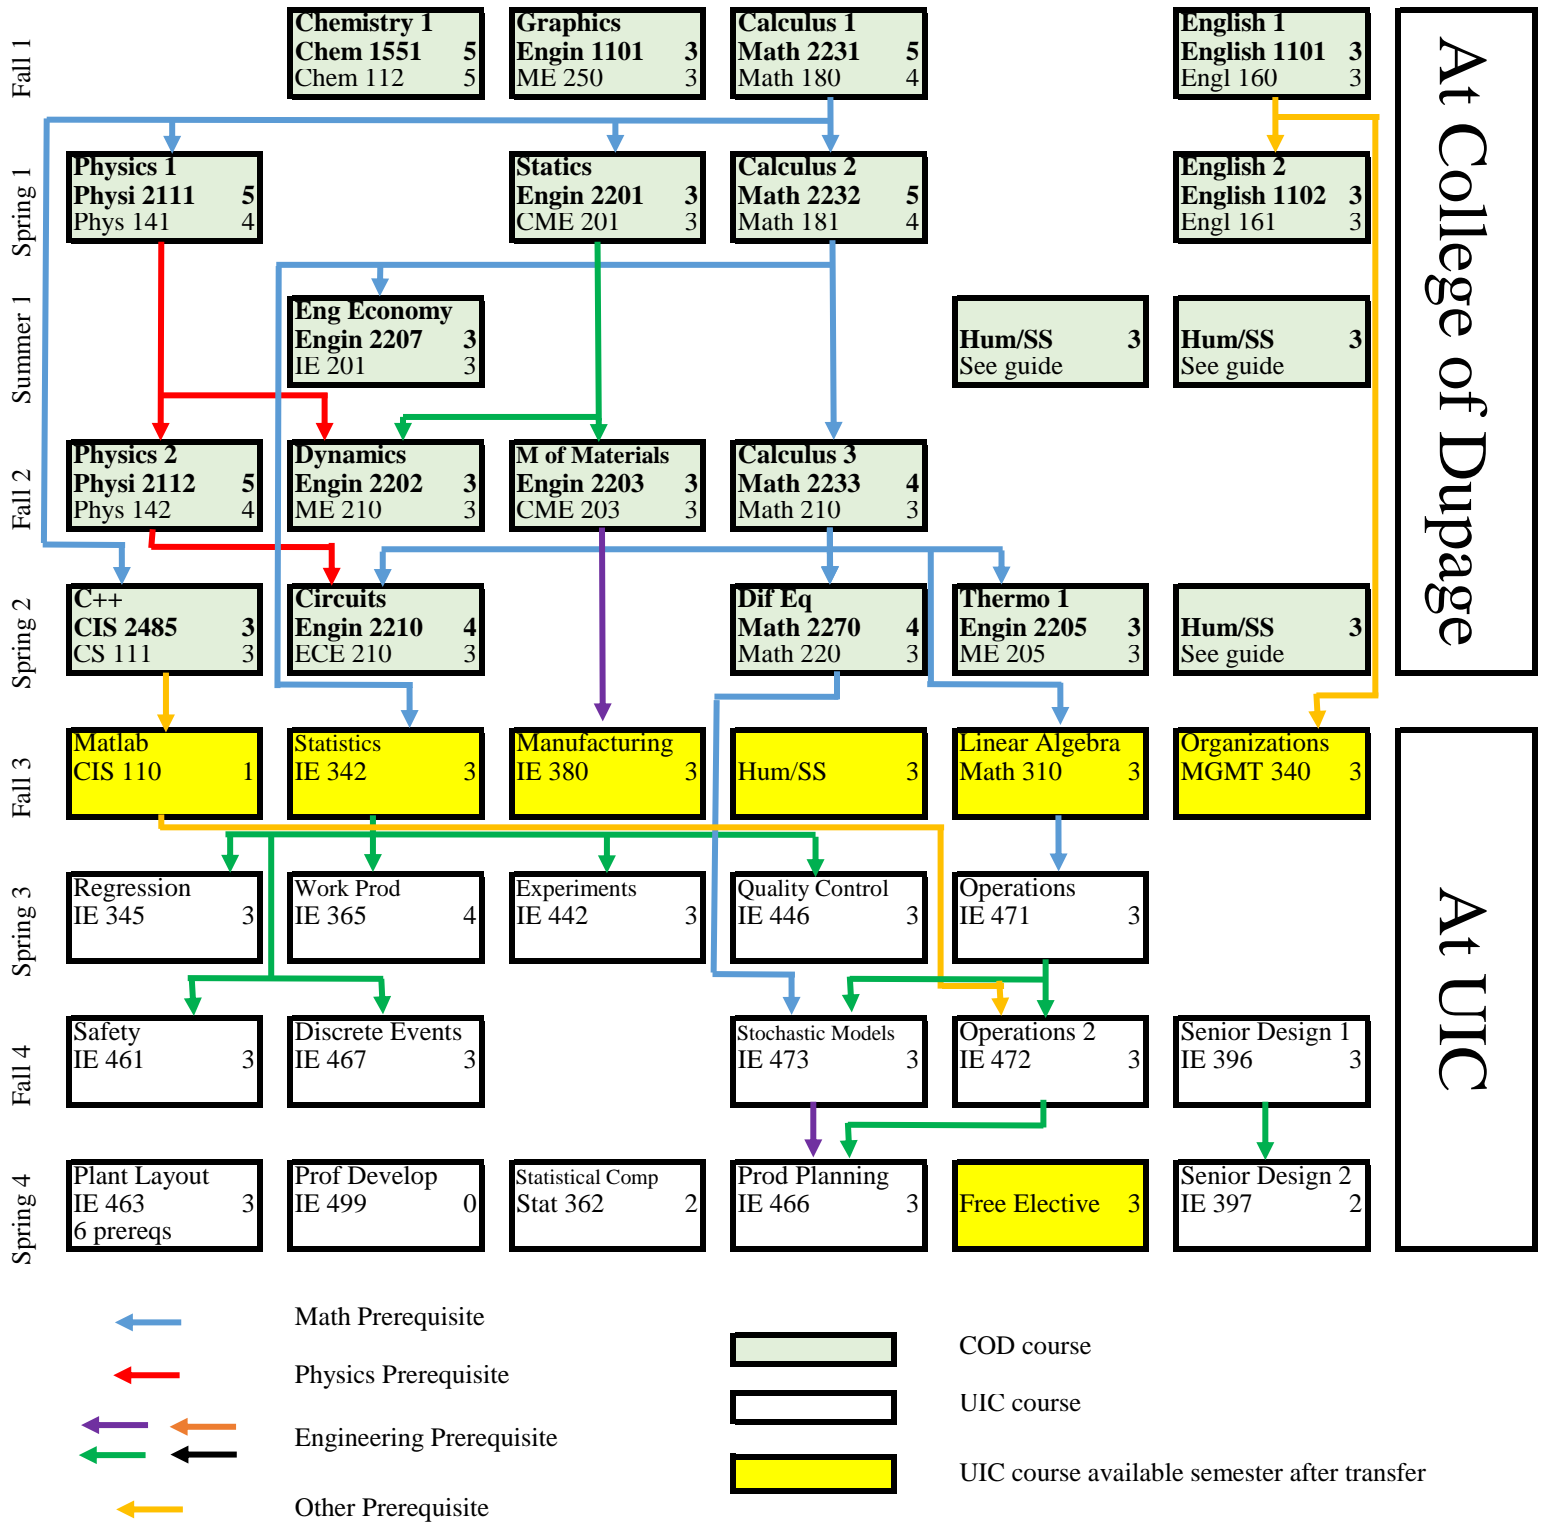 Fall 1
Chemistry 1
Chem 1551 5
Chem 112 5
Graphics
Engin 1101 3
ME 250 3
Calculus 1
Math 2231 5
Math 180 4
English 1
English 1101 3
Engl 160 3
At College of Dupage
Spring 1
Physics 1
Physi 2111 5
Phys 141 4
Statics
Engin 2201 3
CME 201 3
Calculus 2
Math 2232 5
Math 181 4
English 2
English 1102 3
Engl 161 3
Summer 1
Eng Economy
Engin 2207 3
IE 201 3
Hum/SS 3
See guide
Hum/SS 3
See guide
Fall 2
Physics 2
Physi 2112 5
Phys 142 4
Dynamics
Engin 2202 3
ME 210 3
M of Materials
Engin 2203 3
CME 203 3
Calculus 3
Math 2233 4
Math 210 3
Spring 2
C++
CIS 2485 3
CS 111 3
Circuits
Engin 2210 4
ECE 210 3
Dif Eq
Math 2270 4
Math 220 3
Thermo 1
Engin 2205 3
ME 205 3
Hum/SS 3
See guide
Fall 3
Matlab
CIS 110 1
Statistics
IE 342 3
Manufacturing
IE 380 3
Hum/SS 3
Linear Algebra
Math 310 3
Organizations
MGMT 340 3
At UIC
Spring 3
Regression
IE 345 3
Work Prod
IE 365 4
Experiments
IE 442 3
Quality Control
IE 446 3
Operations
IE 471 3
Fall 4
Safety
IE 461 3
Discrete Events
IE 467 3
Stochastic Models
IE 473 3
Operations 2
IE 472 3
Senior Design 1
IE 396 3
Spring 4
Plant Layout
IE 463 3
6 prereqs
Prof Develop
IE 499 0
Statistical Comp
Stat 362 2
Prod Planning
IE 466 3
Free Elective 3
Senior Design 2
IE 397 2
Math Prerequisite
Physics Prerequisite
Engineering Prerequisite
Other Prerequisite
COD course
UIC course
UIC course available semester after transfer